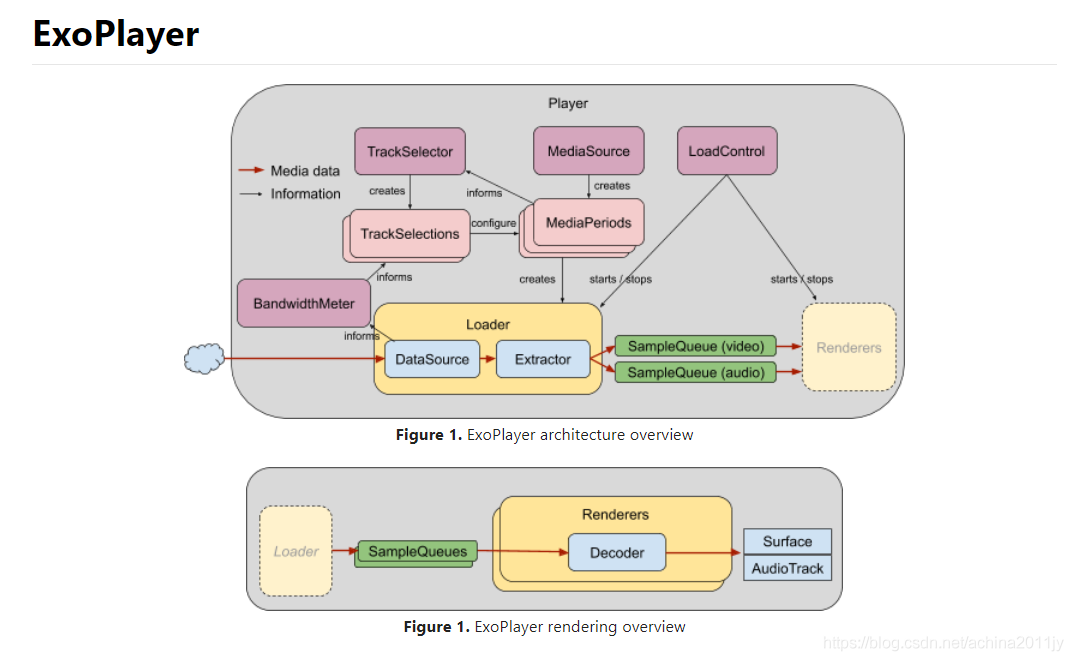 ExoPlayer
Player
TrackSelector
MediaSource
LoadControl
Media data
Information
creates
informs
creates
TrackSelections
configure
MediaPeriods
informs
creates
starts / stops
starts / stops
BandwidthMeter
informs
Loader
DataSource
Extractor
SampleQueue (video)
SampleQueue (audio)
Renderers
Figure 1. ExoPlayer architecture overview
Loader
SampleQueues
Renderers
Decoder
Surface
AudioTrack
Figure 1. ExoPlayer rendering overview
https://blog.csdn.net/achina2011jy